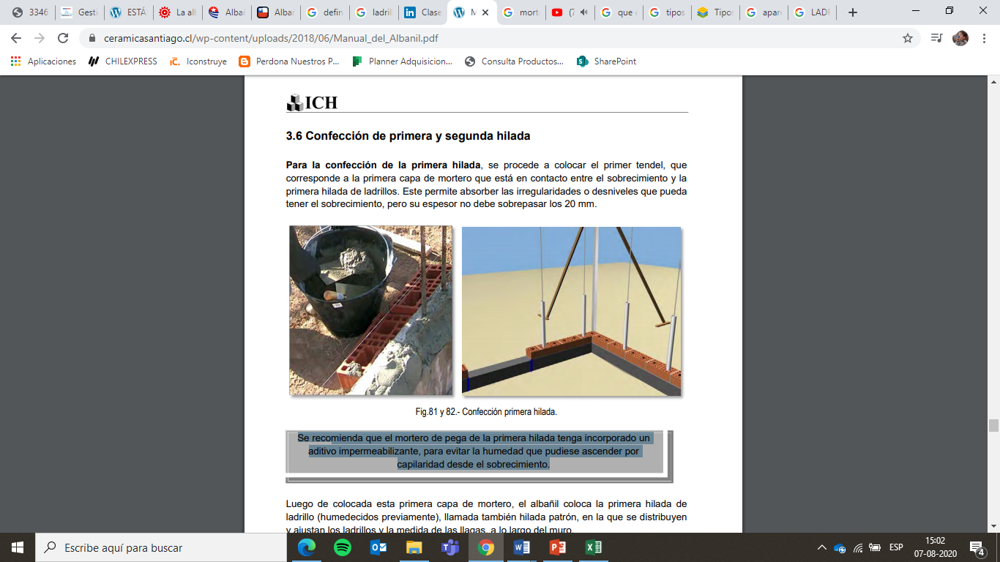 3346
Gesti
ESTÁ
La all
Albar
Albar
defin
ladril
Clase
M
mort
(7
que
tipos
Tipo
apar
LADF
ceramicasantiago.cl/wp-content/uploads/2018/06/Manual_del_Albanil.pdf
Aplicaciones
CHILEXPRESS
Iconstruye
Perdona Nuestros P...
Planner Adquisicion...
Consulta Productos...
SharePoint
ICH
3.6 Confección de primera y segunda hilada
Para la confección de la primera hilada, se procede a colocar el primer tendel, que
corresponde a la primera capa de mortero que está en contacto entre el sobrecimiento y la
primera hilada de ladrillos. Este permite absorber las irregularidades o desniveles que pueda
tener el sobrecimiento, pero su espesor no debe sobrepasar los 20 mm.
Fig.81 y 82.- Confección primera hilada.
Se recomienda que el mortero de pega de la primera hilada tenga incorporado un
aditivo impermeabilizante, para evitar la humedad que pudiese ascender por
capilaridad desde el sobrecimiento.
Luego de colocada esta primera capa de mortero, el albañil coloca la primera hilada de
ladrillo (humedecidos previamente), llamada también hilada patrón, en la que se distribuyen
y ajustan los ladrillos y la medida de las llagas, a lo largo del muro.
Escribe aquí para buscar
ESP
15:02
07-08-2020
4